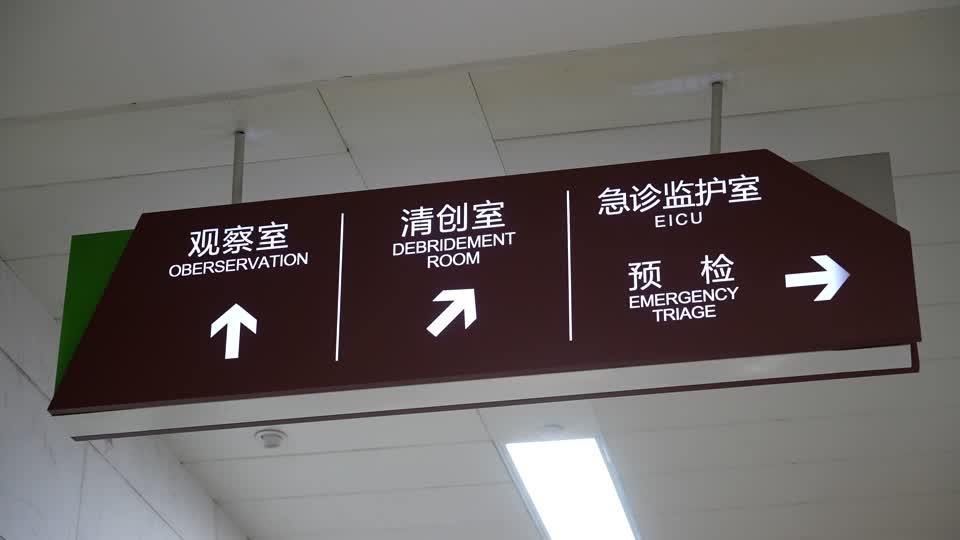 观察室
OBERSERVATION
清创室
DEBRIDEMENT
ROOM
急诊监护室
EICU
预 检
EMERGENCY
TRIAGE